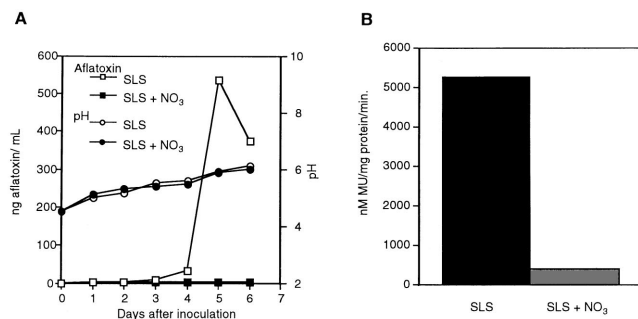 A
ng aflatoxin/ mL
600
500
400
300
200
100
0
Aflatoxin
SLS
SLS + NO3
pH
SLS
SLS + NO3
10
8
6
4
2
pH
0 1 2 3 4 5 6 7
Days after inoculation
B
nM MU/mg protein/min.
6000
5000
4000
3000
2000
1000
0
SLS SLS + NO3